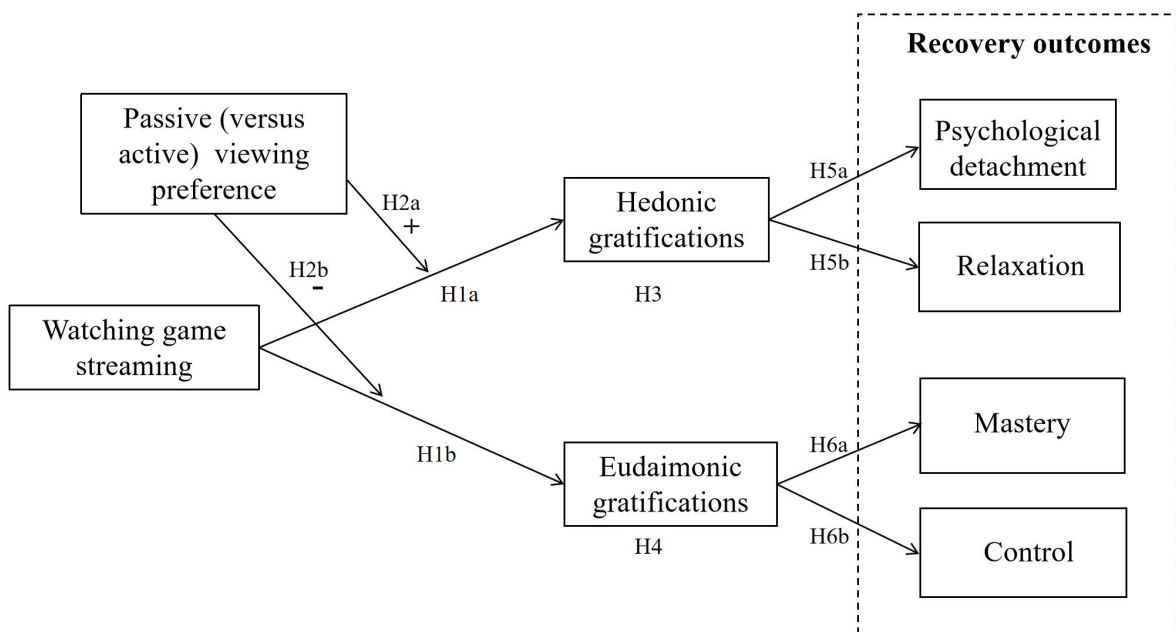 Recovery outcomes
Passive (versus
active) viewing
preference
Psychological
detachment
H5a
H2a
+
Hedonic
gratifications
H2b
-
H5b
Relaxation
H1a
H3
Watching game
streaming
Mastery
H6a
H1b
Eudaimonic
gratifications
H6b
Control
H4